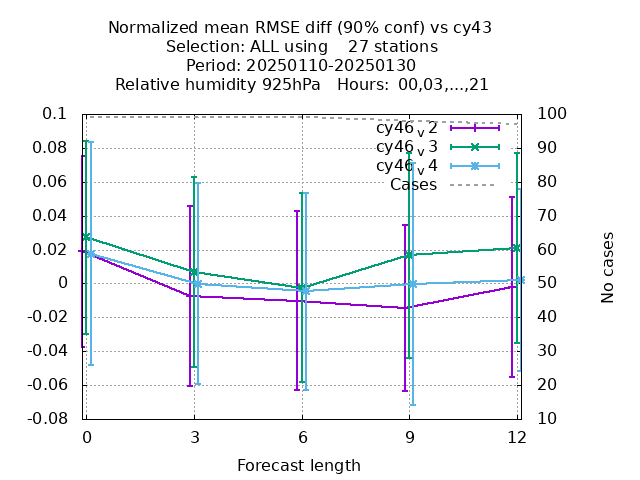 Normalized mean RMSE diff (90% conf) vs cy43
Selection: ALL using    27 stations
Period: 20250110-20250130
Relative humidity 925hPa   Hours: 00,03,...,21
0.1
0.08
0.06
0.04
0.02
0
-0.02
-0.04
-0.06
-0.08
100
90
80
70
60
50
40
30
20
10
cy46v2
cy46v3
cy46v4
Cases
No cases
0 3 6 9 12
Forecast length